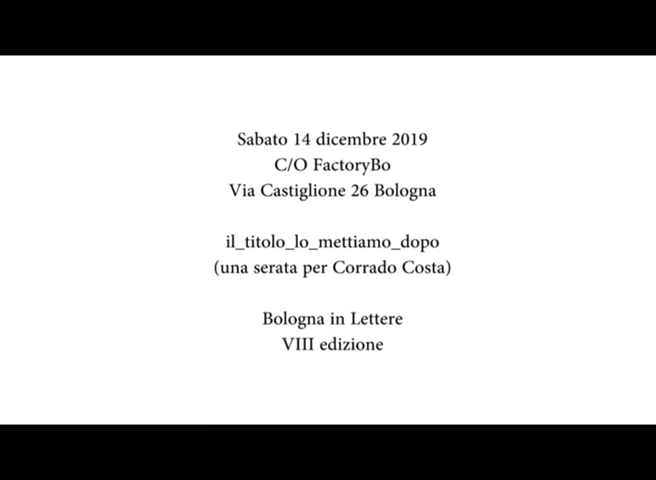 Sabato 14 dicembre 2019
C/O FactoryBo
Via Castiglione 26 Bologna
il_titolo_lo_mettiamo_dopo
(una serata per Corrado Costa)
Bologna in Lettere
VIII edizione